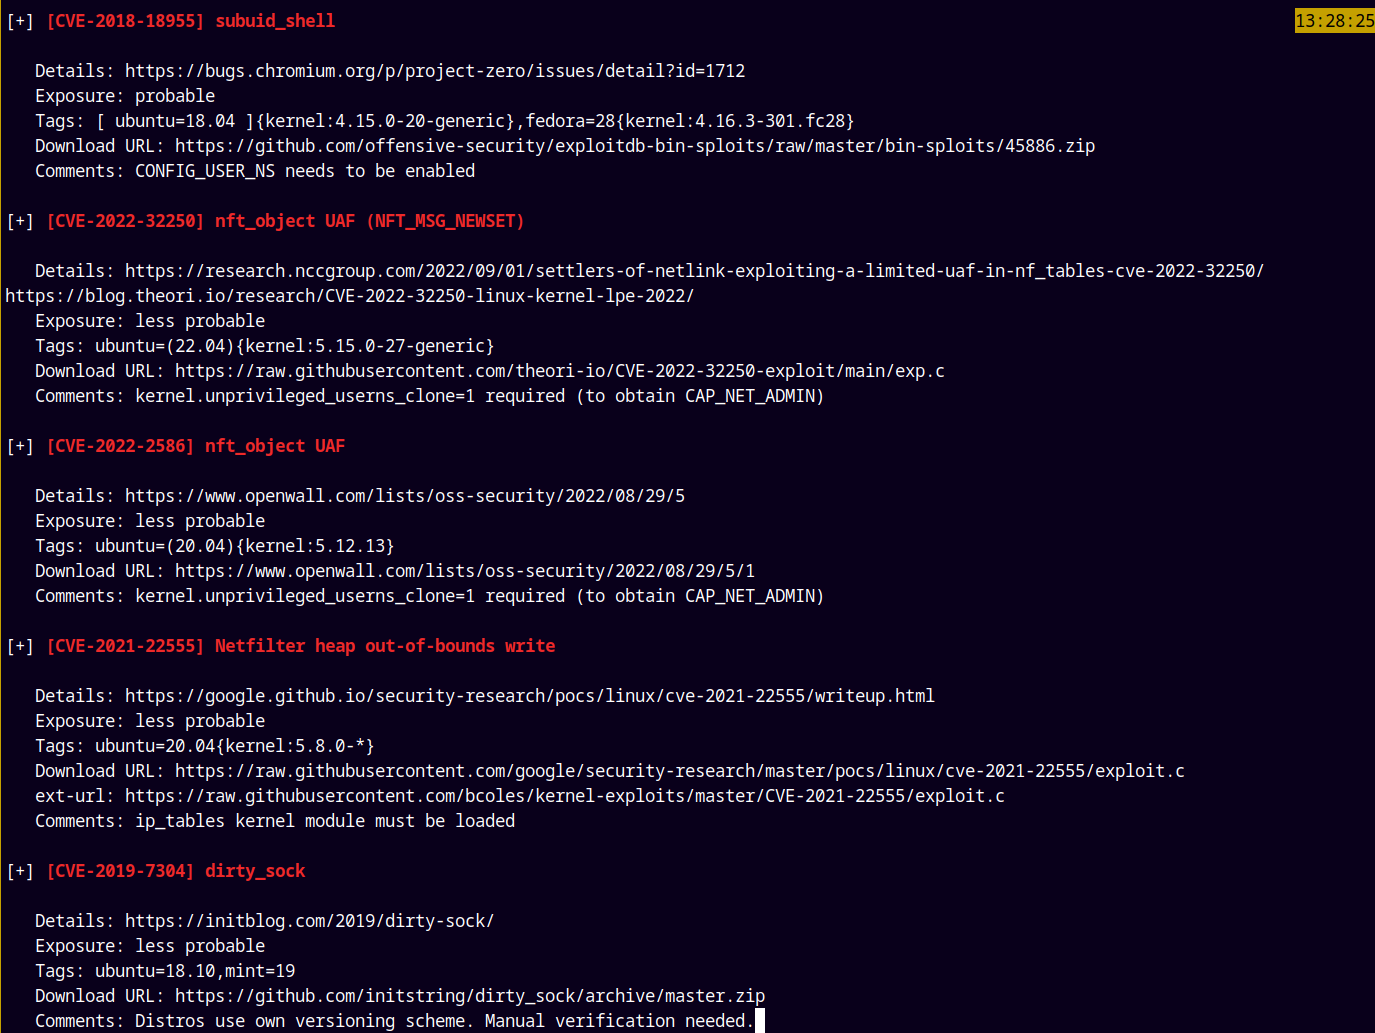 [+] [CVE-2018-18955] subuid_shell
13:28:25
Details: https://bugs.chromium.org/p/project-zero/issues/detail?id=1712
Exposure: probable
Tags: [ ubuntu=18.04 ]{kernel:4.15.0-20-generic},fedora=28{kernel:4.16.3-301.fc28}
Download URL: https://github.com/offensive-security/exploitdb-bin-sploits/raw/master/bin-sploits/45886.zip
Comments: CONFIG_USER_NS needs to be enabled
[+] [CVE-2022-32250] nft_object UAF (NFT_MSG_NEWSET)
Details: https://research.nccgroup.com/2022/09/01/settlers-of-netlink-exploiting-a-limited-uaf-in-nf_tables-cve-2022-32250/
https://blog.theori.io/research/CVE-2022-32250-linux-kernel-lpe-2022/
Exposure: less probable
Tags: ubuntu=(22.04){kernel:5.15.0-27-generic}
Download URL: https://raw.githubusercontent.com/theori-io/CVE-2022-32250-exploit/main/exp.c
Comments: kernel.unprivileged_userns_clone=1 required (to obtain CAP_NET_ADMIN)
[+] [CVE-2022-2586] nft_object UAF
Details: https://www.openwall.com/lists/oss-security/2022/08/29/5
Exposure: less probable
Tags: ubuntu=(20.04){kernel:5.12.13}
Download URL: https://www.openwall.com/lists/oss-security/2022/08/29/5/1
Comments: kernel.unprivileged_userns_clone=1 required (to obtain CAP_NET_ADMIN)
[+] [CVE-2021-22555] Netfilter heap out-of-bounds write
Details: https://google.github.io/security-research/pocs/linux/cve-2021-22555/writeup.html
Exposure: less probable
Tags: ubuntu=20.04{kernel:5.8.0-*}
Download URL: https://raw.githubusercontent.com/google/security-research/master/pocs/linux/cve-2021-22555/exploit.c
ext-url: https://raw.githubusercontent.com/bcoles/kernel-exploits/master/CVE-2021-22555/exploit.c
Comments: ip_tables kernel module must be loaded
[+] [CVE-2019-7304] dirty_sock
Details: https://initblog.com/2019/dirty-sock/
Exposure: less probable
Tags: ubuntu=18.10,mint=19
Download URL: https://github.com/initstring/dirty_sock/archive/master.zip
Comments: Distros use own versioning scheme. Manual verification needed.